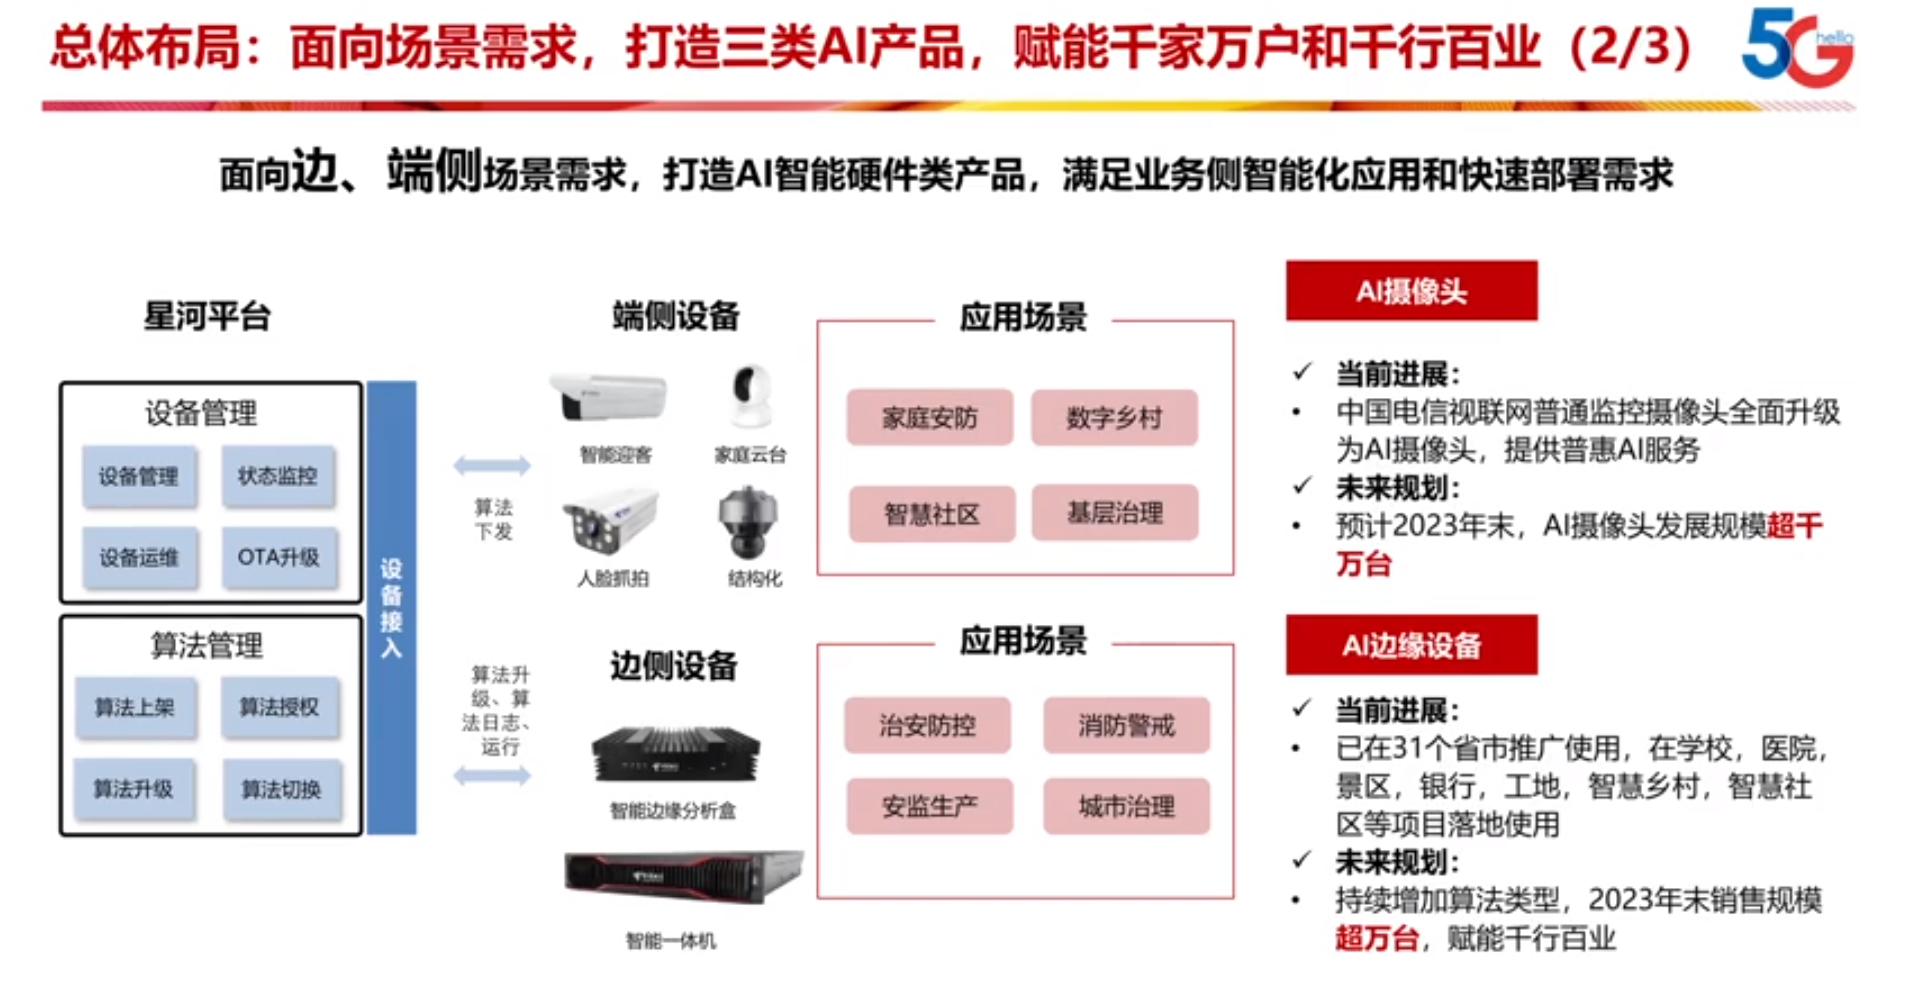 总体布局：面向场景需求，打造三类AI产品，赋能千家万户和千行百业（2/3）
5G hello
面向边、端侧场景需求，打造AI智能硬件类产品，满足业务侧智能化应用和快速部署需求
星河平台
设备管理
设备管理
状态监控
设备运维
OTA升级
算法管理
算法上架
算法授权
算法升级
算法切换
设备接入
算法
下发
算法升
级、算
法日志、
运行
端侧设备
智能迎客
家庭云台
人脸抓拍
结构化
边侧设备
智能边缘分析盒
智能一体机
应用场景
家庭安防
数字乡村
智慧社区
基层治理
应用场景
治安防控
消防警戒
安监生产
城市治理
AI摄像头
✓ 当前进展：
• 中国电信视联网普通监控摄像头全面升级
为AI摄像头，提供普惠AI服务
✓ 未来规划：
• 预计2023年末，AI摄像头发展规模超千
万台
AI边缘设备
✓ 当前进展：
• 已在31个省市推广使用，在学校，医院，
景区，银行，工地，智慧乡村，智慧社
区等项目落地使用
✓ 未来规划：
• 持续增加算法类型，2023年末销售规模
超万台，赋能千行百业